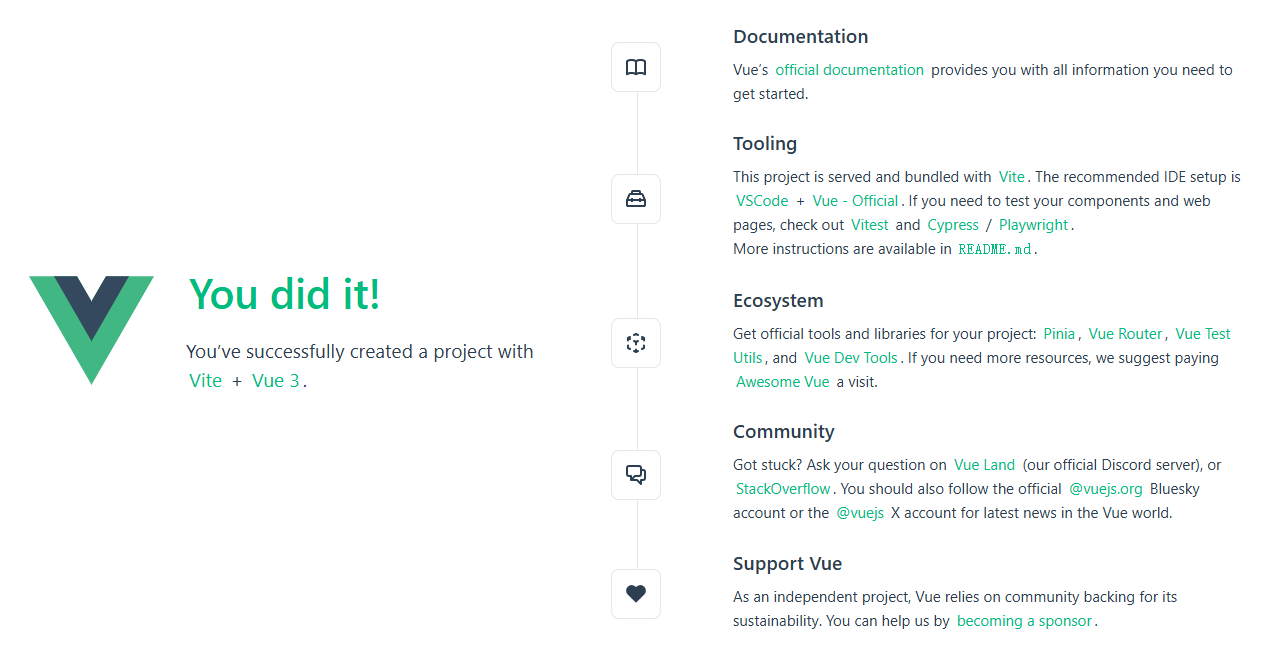 You did it!
You’ve successfully created a project with
Vite + Vue 3.
Documentation
Vue’s official documentation provides you with all information you need to
get started.
Tooling
This project is served and bundled with Vite. The recommended IDE setup is
VSCode + Vue - Official. If you need to test your components and web
pages, check out Vitest and Cypress / Playwright.
More instructions are available in README.md.
Ecosystem
Get official tools and libraries for your project: Pinia, Vue Router, Vue Test
Utils, and Vue Dev Tools. If you need more resources, we suggest paying
Awesome Vue a visit.
Community
Got stuck? Ask your question on Vue Land (our official Discord server), or
StackOverflow. You should also follow the official @vuejs.org Bluesky
account or the @vuejs X account for latest news in the Vue world.
Support Vue
As an independent project, Vue relies on community backing for its
sustainability. You can help us by becoming a sponsor.